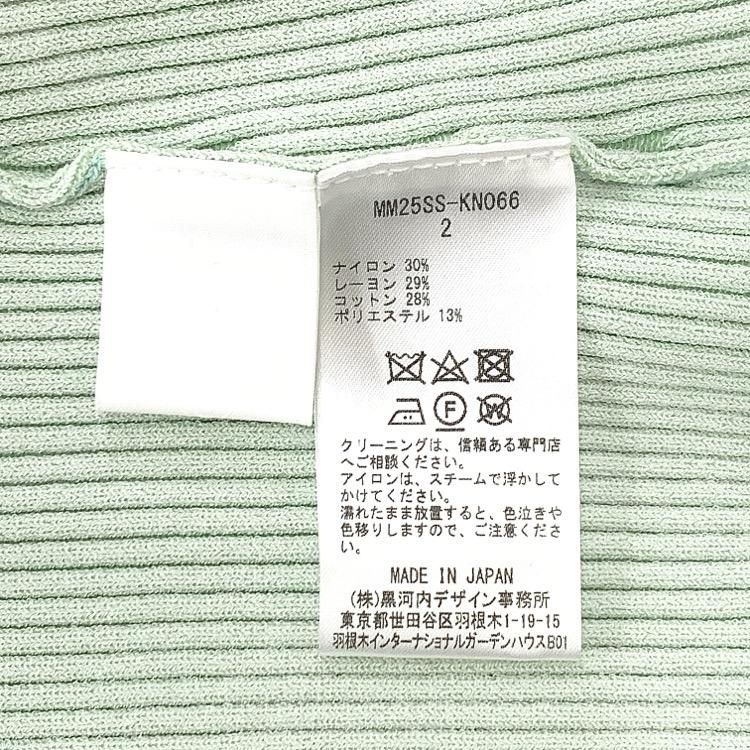 MM25SS-KN066
2
ナイロン 30%
レーヨン 29%
コットン 28%
ポリエステル 13%
F
W
クリーニングは、信頼ある専門店
へご相談ください。
アイロンは、スチームで浮かして
かけてください。
濡れたまま放置すると、色泣きや
色移りしますので、ご注意くださ
い。
MADE IN JAPAN
(株)黒河内デザイン事務所
東京都世田谷区羽根木1-19-15
羽根木インターナショナルガーデンハウスB01